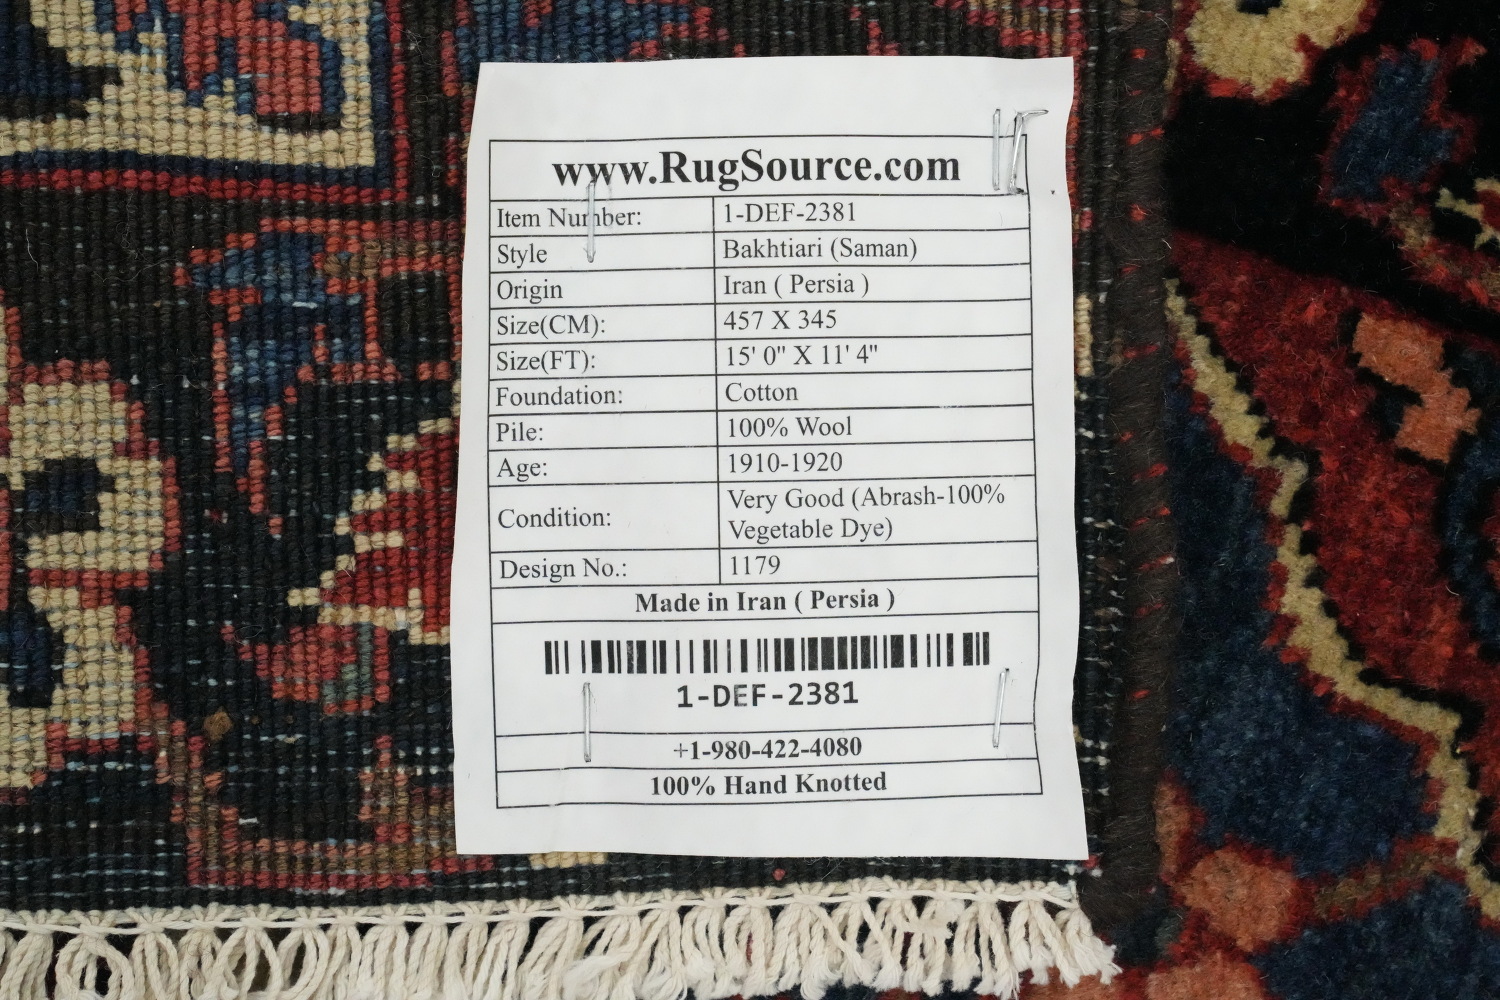 www.RugSource.com
Item Number: 1-DEF-2381
Style Bakhtiari (Saman)
Origin Iran ( Persia )
Size(CM): 457 X 345
Size(FT): 15' 0" X 11' 4"
Foundation: Cotton
Pile: 100% Wool
Age: 1910-1920
Condition: Very Good (Abrash-100%
Vegetable Dye)
Design No.: 1179
Made in Iran ( Persia )
1-DEF-2381
+1-980-422-4080
100% Hand Knotted